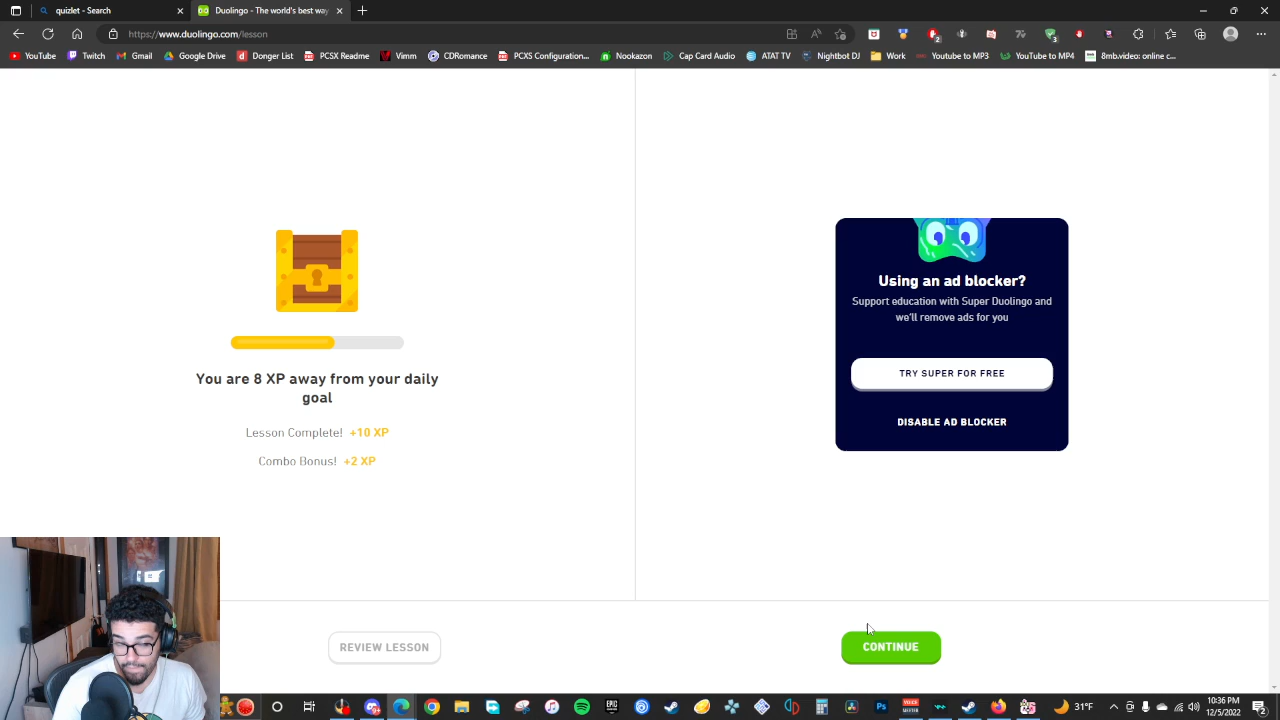 quizlet - Search
Duolingo - The world's best way
https://www.duolingo.com/lesson
YouTube
Twitch
Gmail
Google Drive
Donger List
PCSX Readme
Vimm
CDRomance
PCXS Configuration...
Nookazon
Cap Card Audio
ATAT TV
Nightbot DJ
Work
Youtube to MP3
YouTube to MP4
8mb.video: online c...
You are 8 XP away from your daily
goal
Lesson Complete! +10 XP
Combo Bonus! +2 XP
Using an ad blocker?
Support education with Super Duolingo and
we'll remove ads for you
TRY SUPER FOR FREE
DISABLE AD BLOCKER
REVIEW LESSON
CONTINUE
31°F
10:36 PM
12/5/2022